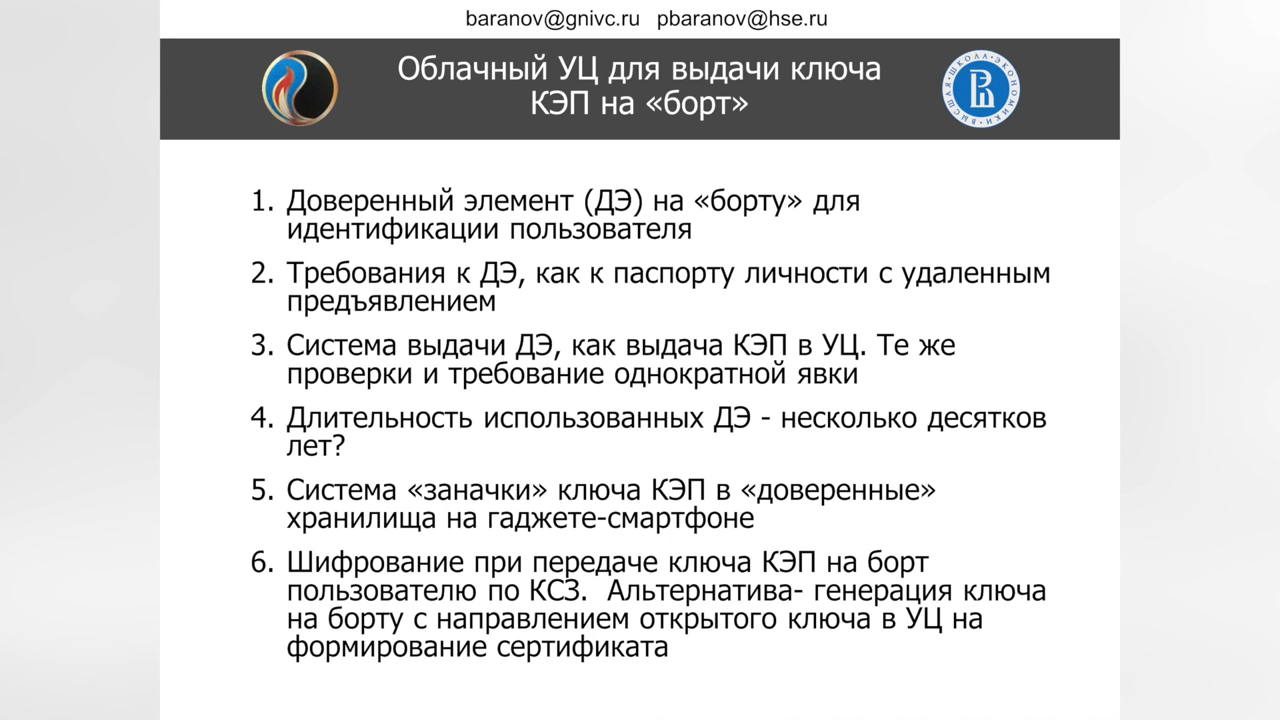 baranov@gnivc.ru pbaranov@hse.ru
Облачный УЦ для выдачи ключа
КЭП на «борт»
ВЫСШАЯ ШКОЛА ЭКОНОМИКИ
1. Доверенный элемент (ДЭ) на «борту» для
идентификации пользователя
2. Требования к ДЭ, как к паспорту личности с удаленным
предъявлением
3. Система выдачи ДЭ, как выдача КЭП в УЦ. Те же
проверки и требование однократной явки
4. Длительность использованных ДЭ - несколько десятков
лет?
5. Система «заначки» ключа КЭП в «доверенные»
хранилища на гаджете-смартфоне
6. Шифрование при передаче ключа КЭП на борт
пользователю по КСЗ. Альтернатива- генерация ключа
на борту с направлением открытого ключа в УЦ на
формирование сертификата